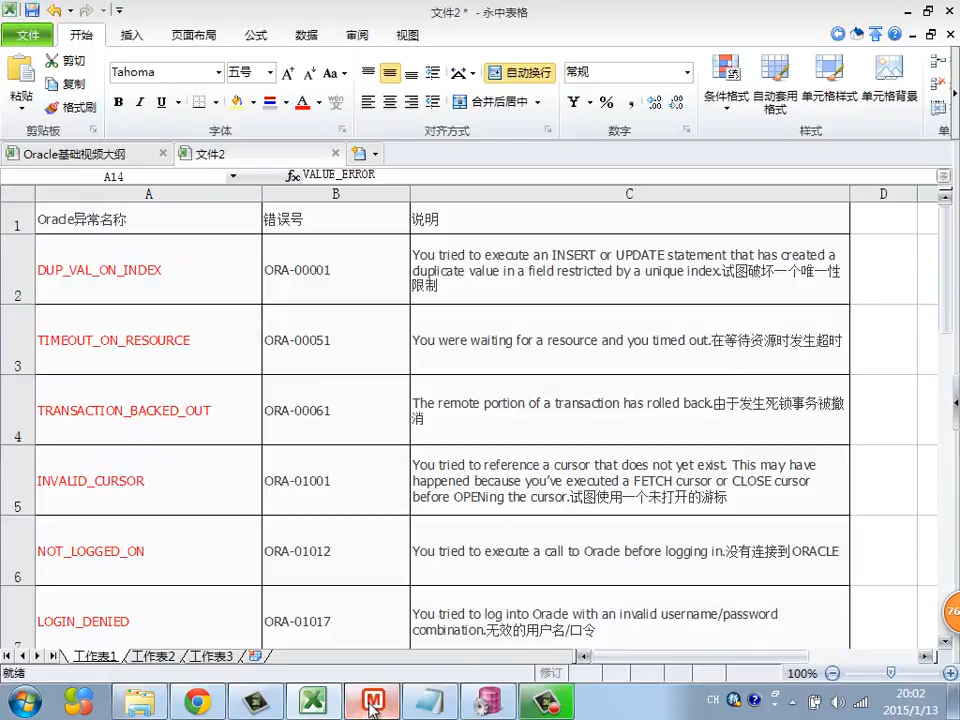 文件2 * - 永中表格
文件 开始 插入 页面布局 公式 数据 审阅 视图
粘贴 剪切 复制 格式刷
Tahoma 五号 Aa
B I U A
自动换行
合并后居中
常规
¥ % ,
条件格式 自动套用格式 单元格样式 单元格背景
剪贴板 字体 对齐方式 数字 样式 单
Oracle基础视频大纲 文件2
A14 fx VALUE_ERROR
A B C D
1 Oracle异常名称 错误号 说明
2 DUP_VAL_ON_INDEX ORA-00001 You tried to execute an INSERT or UPDATE statement that has created a
duplicate value in a field restricted by a unique index.试图破坏一个唯一性
限制
3 TIMEOUT_ON_RESOURCE ORA-00051 You were waiting for a resource and you timed out.在等待资源时发生超时
4 TRANSACTION_BACKED_OUT ORA-00061 The remote portion of a transaction has rolled back.由于发生死锁事务被撤
消
5 INVALID_CURSOR ORA-01001 You tried to reference a cursor that does not yet exist. This may have
happened because you've executed a FETCH cursor or CLOSE cursor
before OPENing the cursor.试图使用一个未打开的游标
6 NOT_LOGGED_ON ORA-01012 You tried to execute a call to Oracle before logging in.没有连接到ORACLE
7 LOGIN_DENIED ORA-01017 You tried to log into Oracle with an invalid username/password
combination.无效的用户名/口令
76
工作表1 工作表2 工作表3
就绪 修订 100%
CH 20:02
2015/1/13